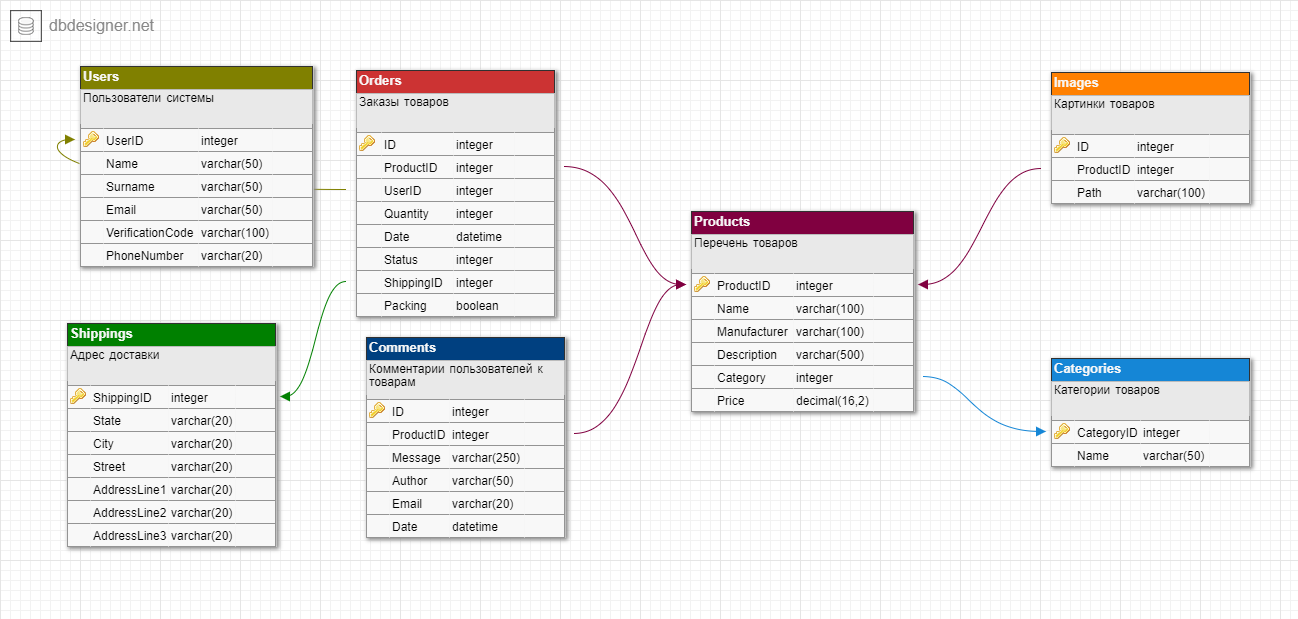 dbdesigner.net
Users
Пользователи системы
UserID integer
Name varchar(50)
Surname varchar(50)
Email varchar(50)
VerificationCode varchar(100)
PhoneNumber varchar(20)
Orders
Заказы товаров
ID integer
ProductID integer
UserID integer
Quantity integer
Date datetime
Status integer
ShippingID integer
Packing boolean
Images
Картинки товаров
ID integer
ProductID integer
Path varchar(100)
Products
Перечень товаров
ProductID integer
Name varchar(100)
Manufacturer varchar(100)
Description varchar(500)
Category integer
Price decimal(16,2)
Shippings
Адрес доставки
ShippingID integer
State varchar(20)
City varchar(20)
Street varchar(20)
AddressLine1 varchar(20)
AddressLine2 varchar(20)
AddressLine3 varchar(20)
Comments
Комментарии пользователей к
товарам
ID integer
ProductID integer
Message varchar(250)
Author varchar(50)
Email varchar(20)
Date datetime
Categories
Категории товаров
CategoryID integer
Name varchar(50)